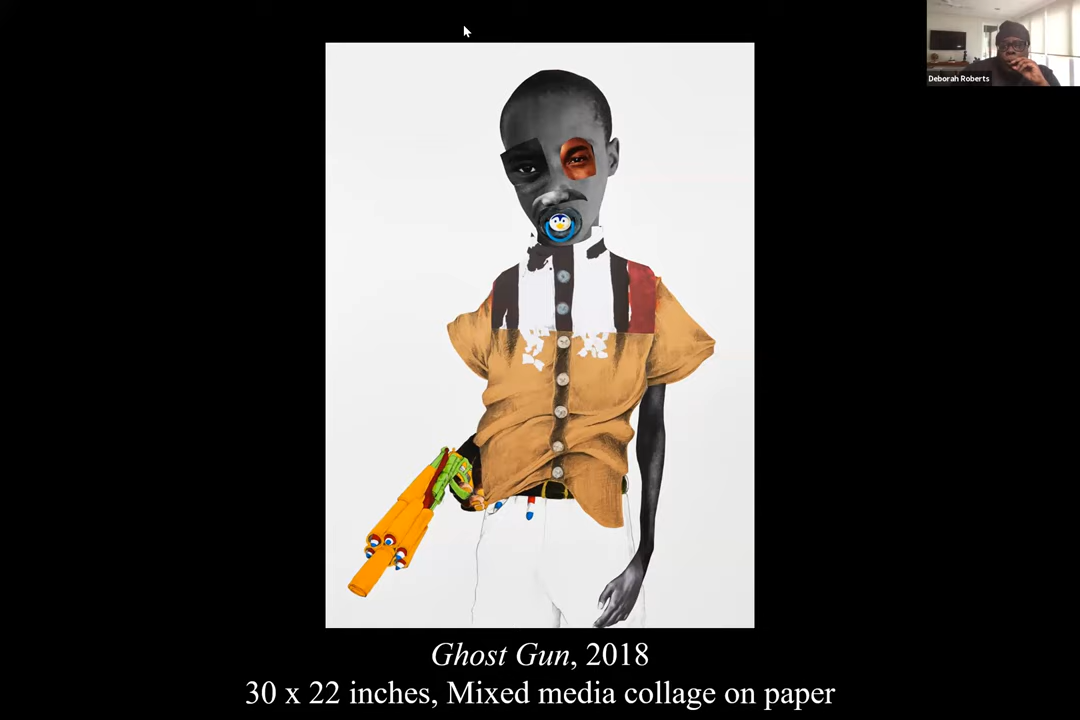 Deborah Roberts
Ghost Gun, 2018
30 x 22 inches, Mixed media collage on paper